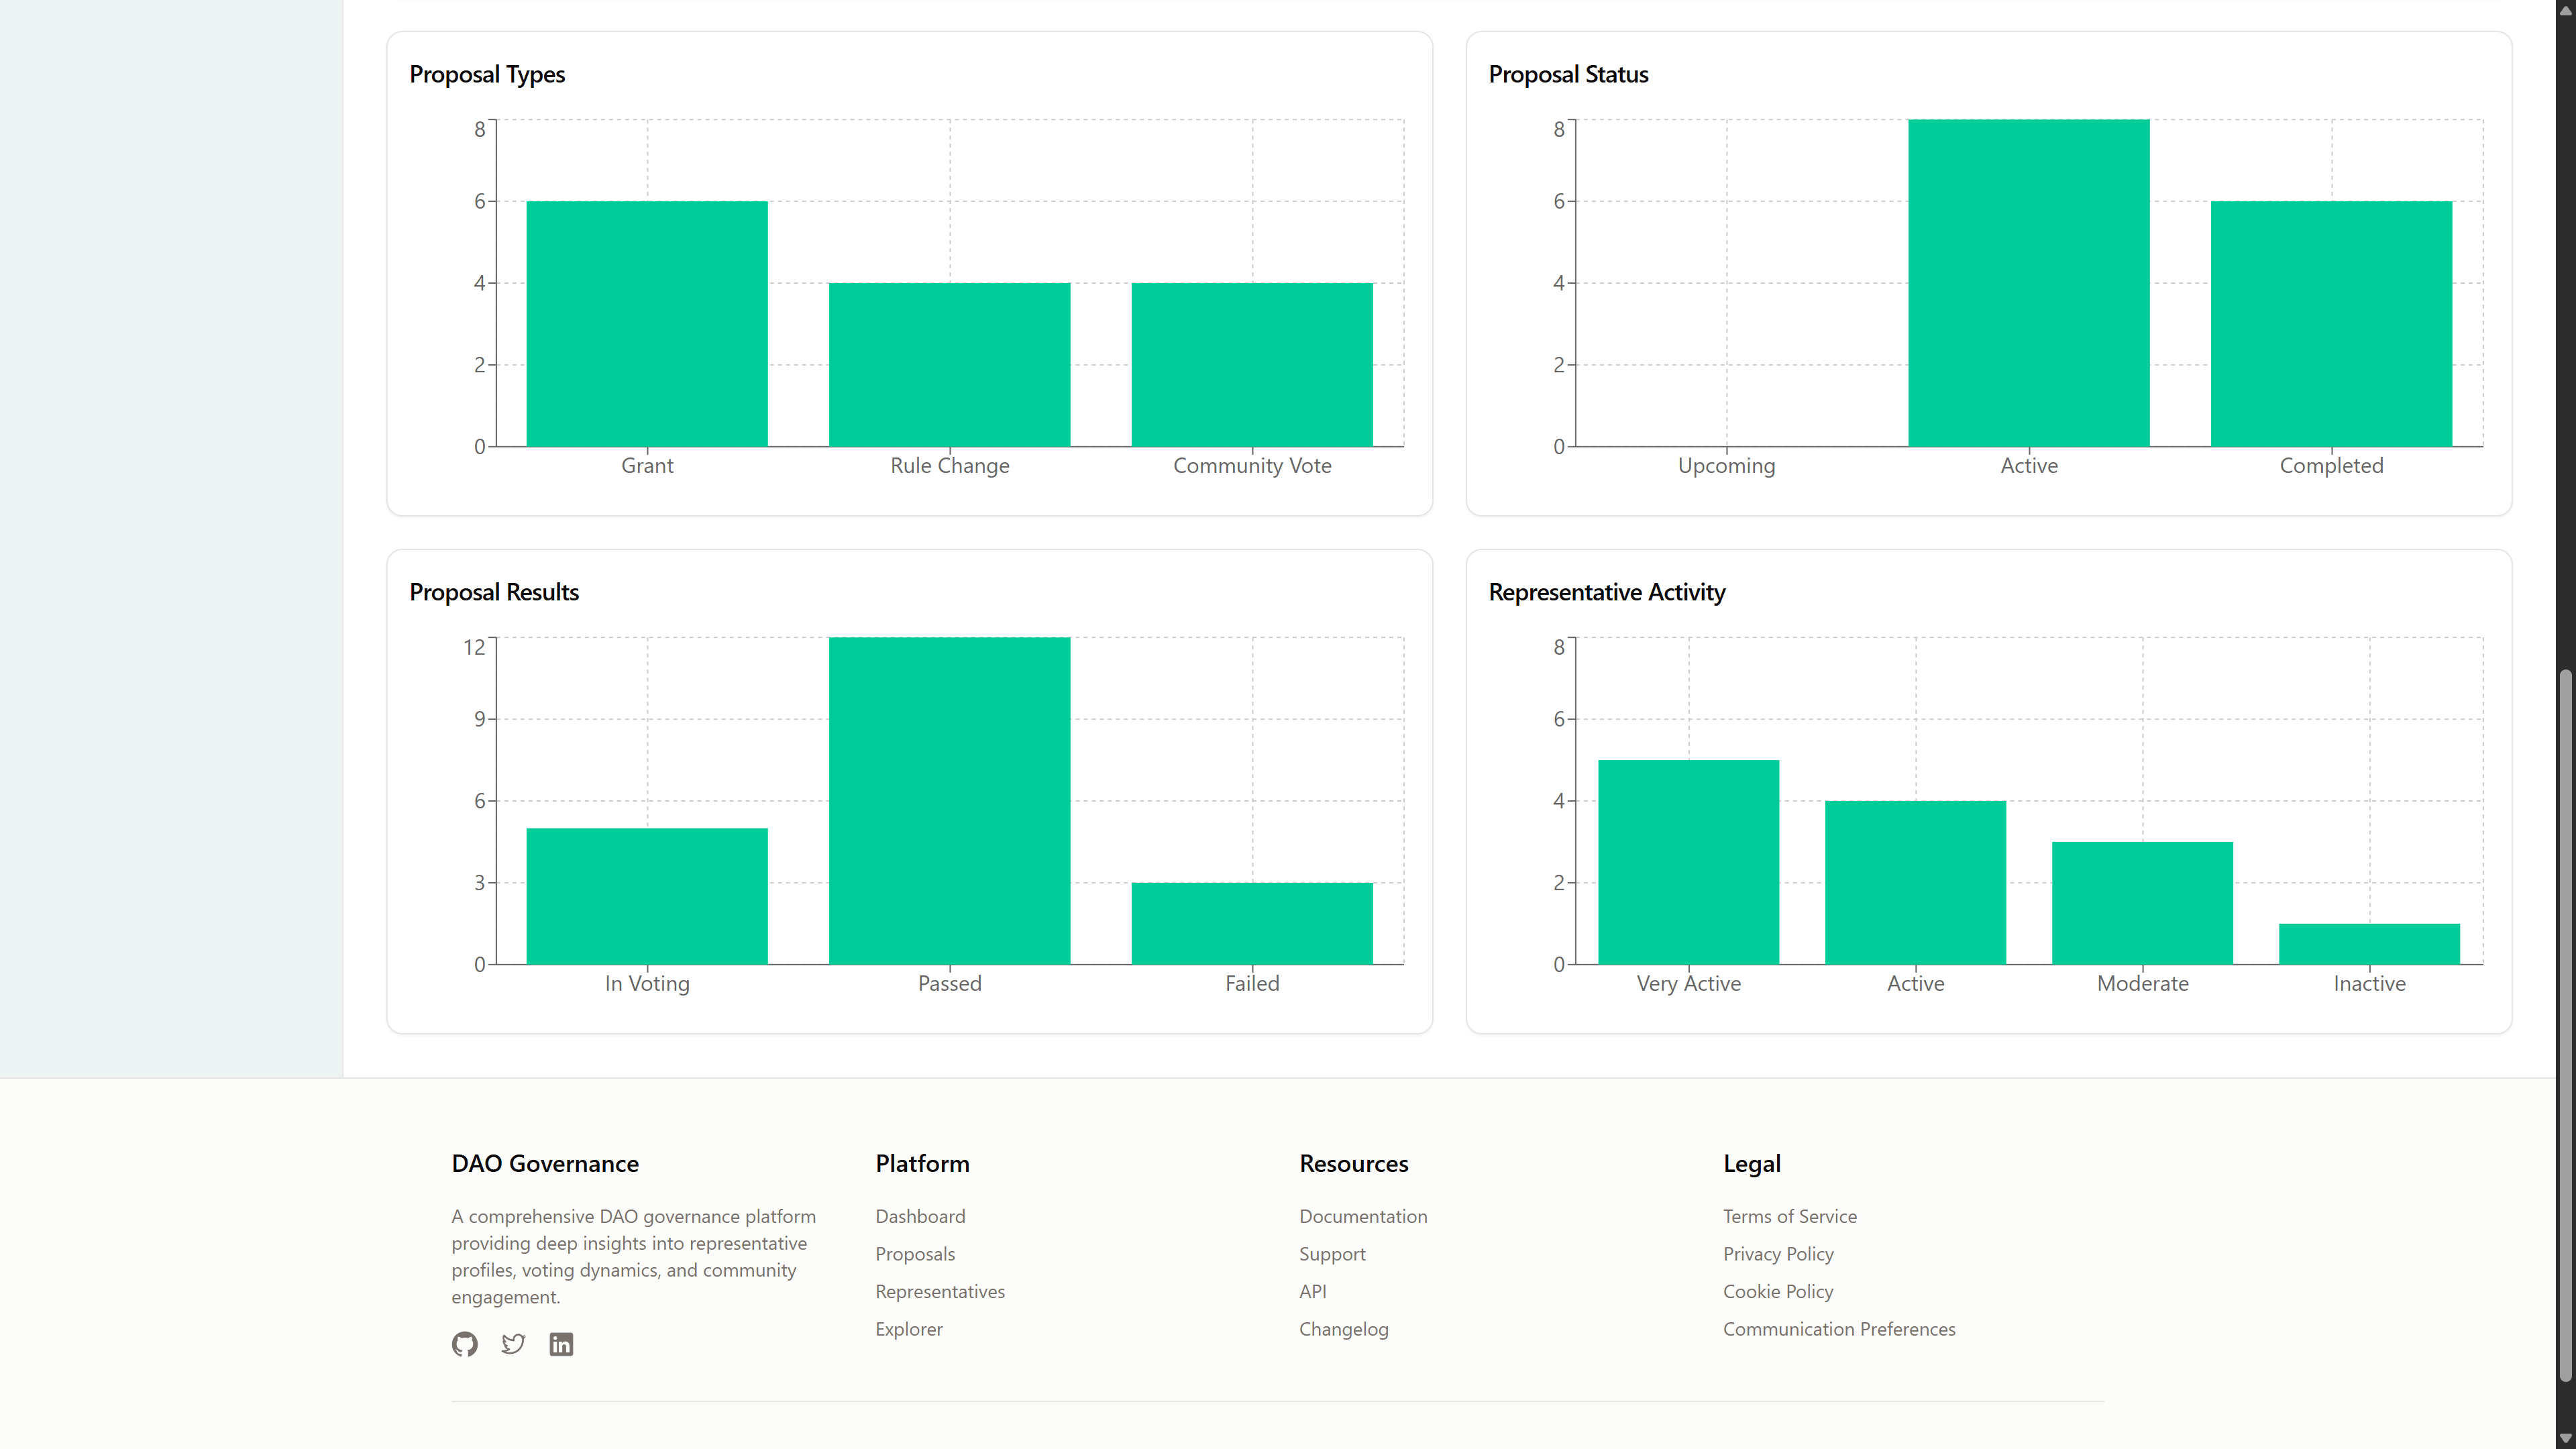 Proposal Types
8
6
4
2
0
Grant
Rule Change
Community Vote
Proposal Status
8
6
4
2
0
Upcoming
Active
Completed
Proposal Results
12
9
6
3
0
In Voting
Passed
Failed
Representative Activity
8
6
4
2
0
Very Active
Active
Moderate
Inactive
DAO Governance
A comprehensive DAO governance platform
providing deep insights into representative
profiles, voting dynamics, and community
engagement.
in
Platform
Dashboard
Proposals
Representatives
Explorer
Resources
Documentation
Support
API
Changelog
Legal
Terms of Service
Privacy Policy
Cookie Policy
Communication Preferences